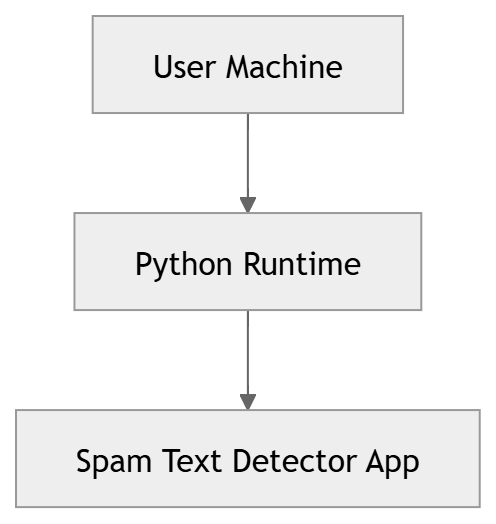 User Machine
Python Runtime
Spam Text Detector App